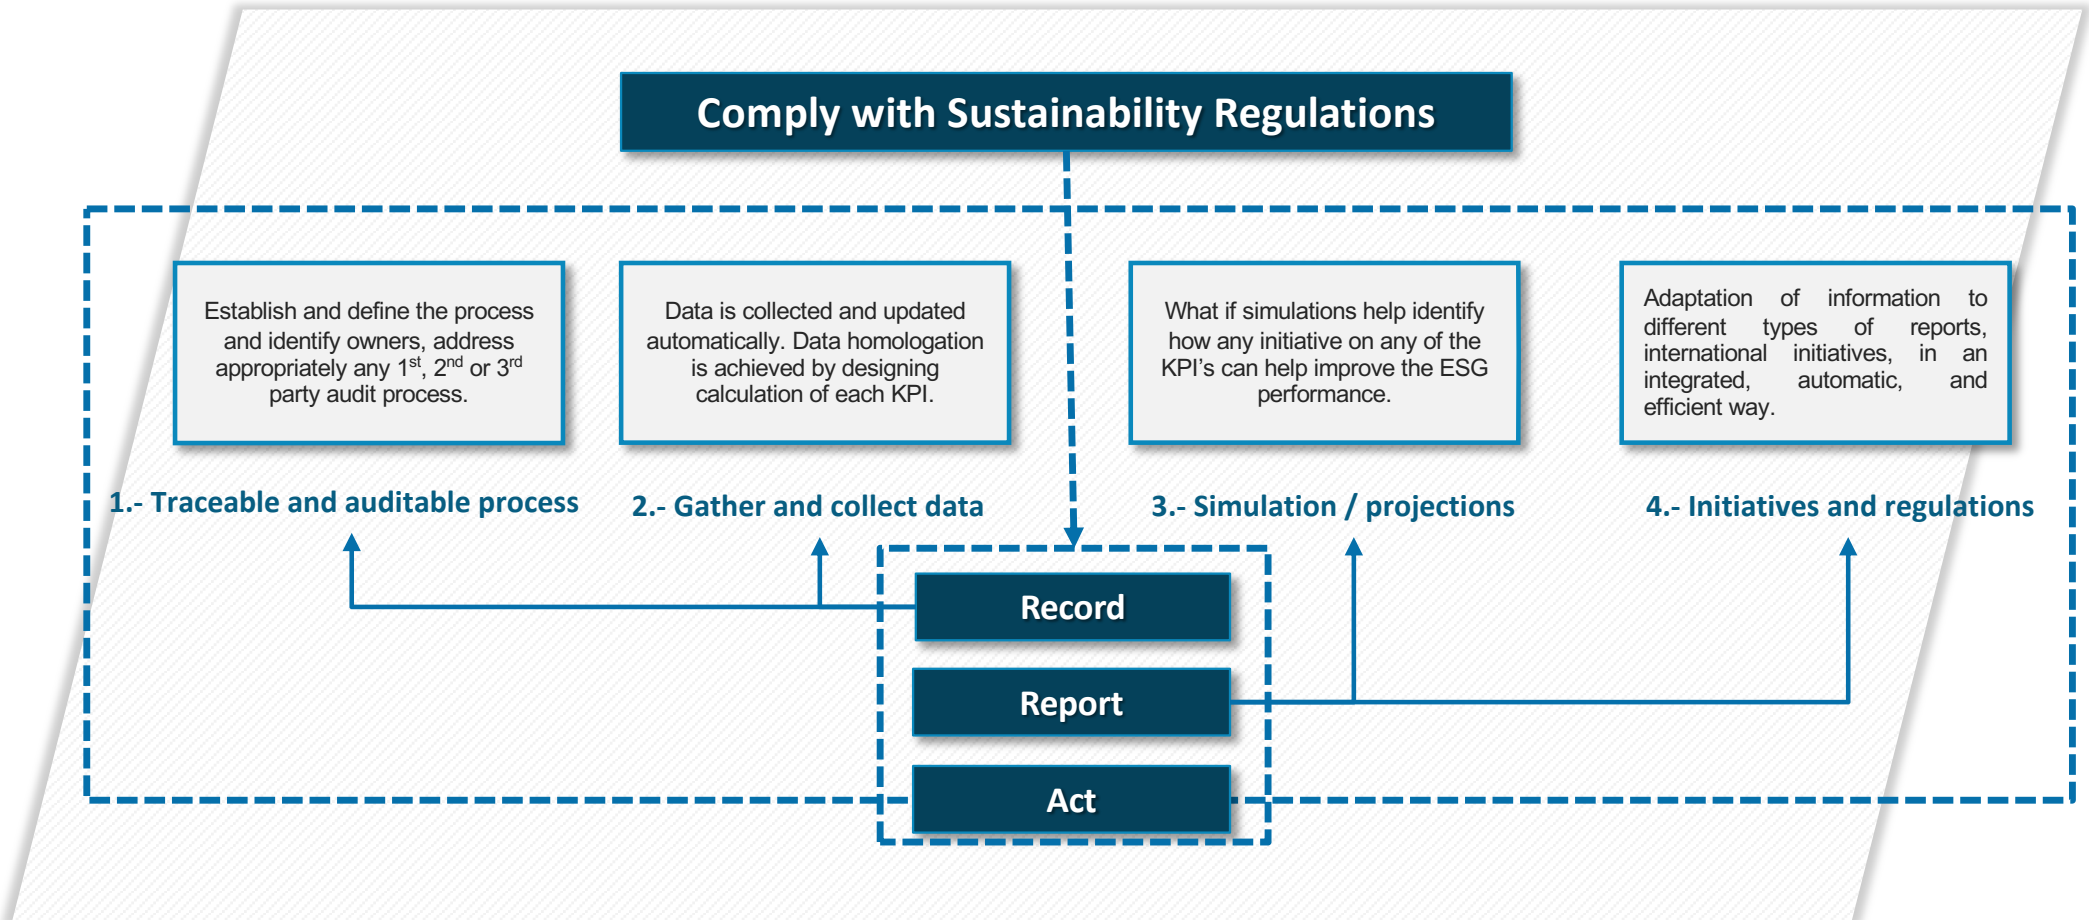 Comply with Sustainability Regulations
Establish and define the process
and identify owners, address
appropriately any 1st, 2nd or 3rd
party audit process.
Data is collected and updated
automatically. Data homologation
is achieved by designing
calculation of each KPI.
What if simulations help identify
how any initiative on any of the
KPI's can help improve the ESG
performance.
Adaptation of information to
different types of reports,
international initiatives, in an
integrated, automatic, and
efficient way.
1.- Traceable and auditable process
2.- Gather and collect data
3.- Simulation / projections
4.- Initiatives and regulations
Record
Report
Act